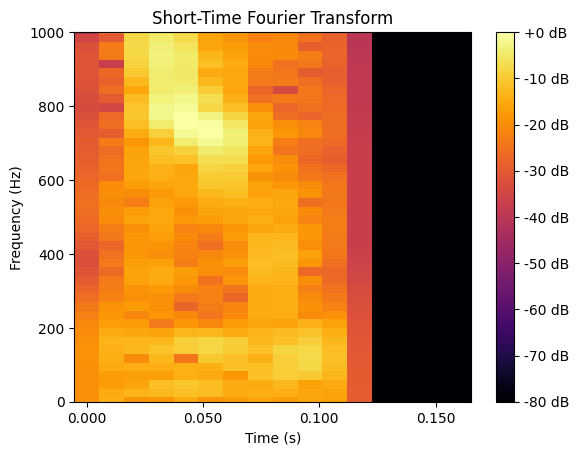 Short-Time Fourier Transform
Frequency (Hz)
1000
800
600
400
200
0
0.000
0.050
0.100
0.150
Time (s)
+0 dB
-10 dB
-20 dB
-30 dB
-40 dB
-50 dB
-60 dB
-70 dB
-80 dB